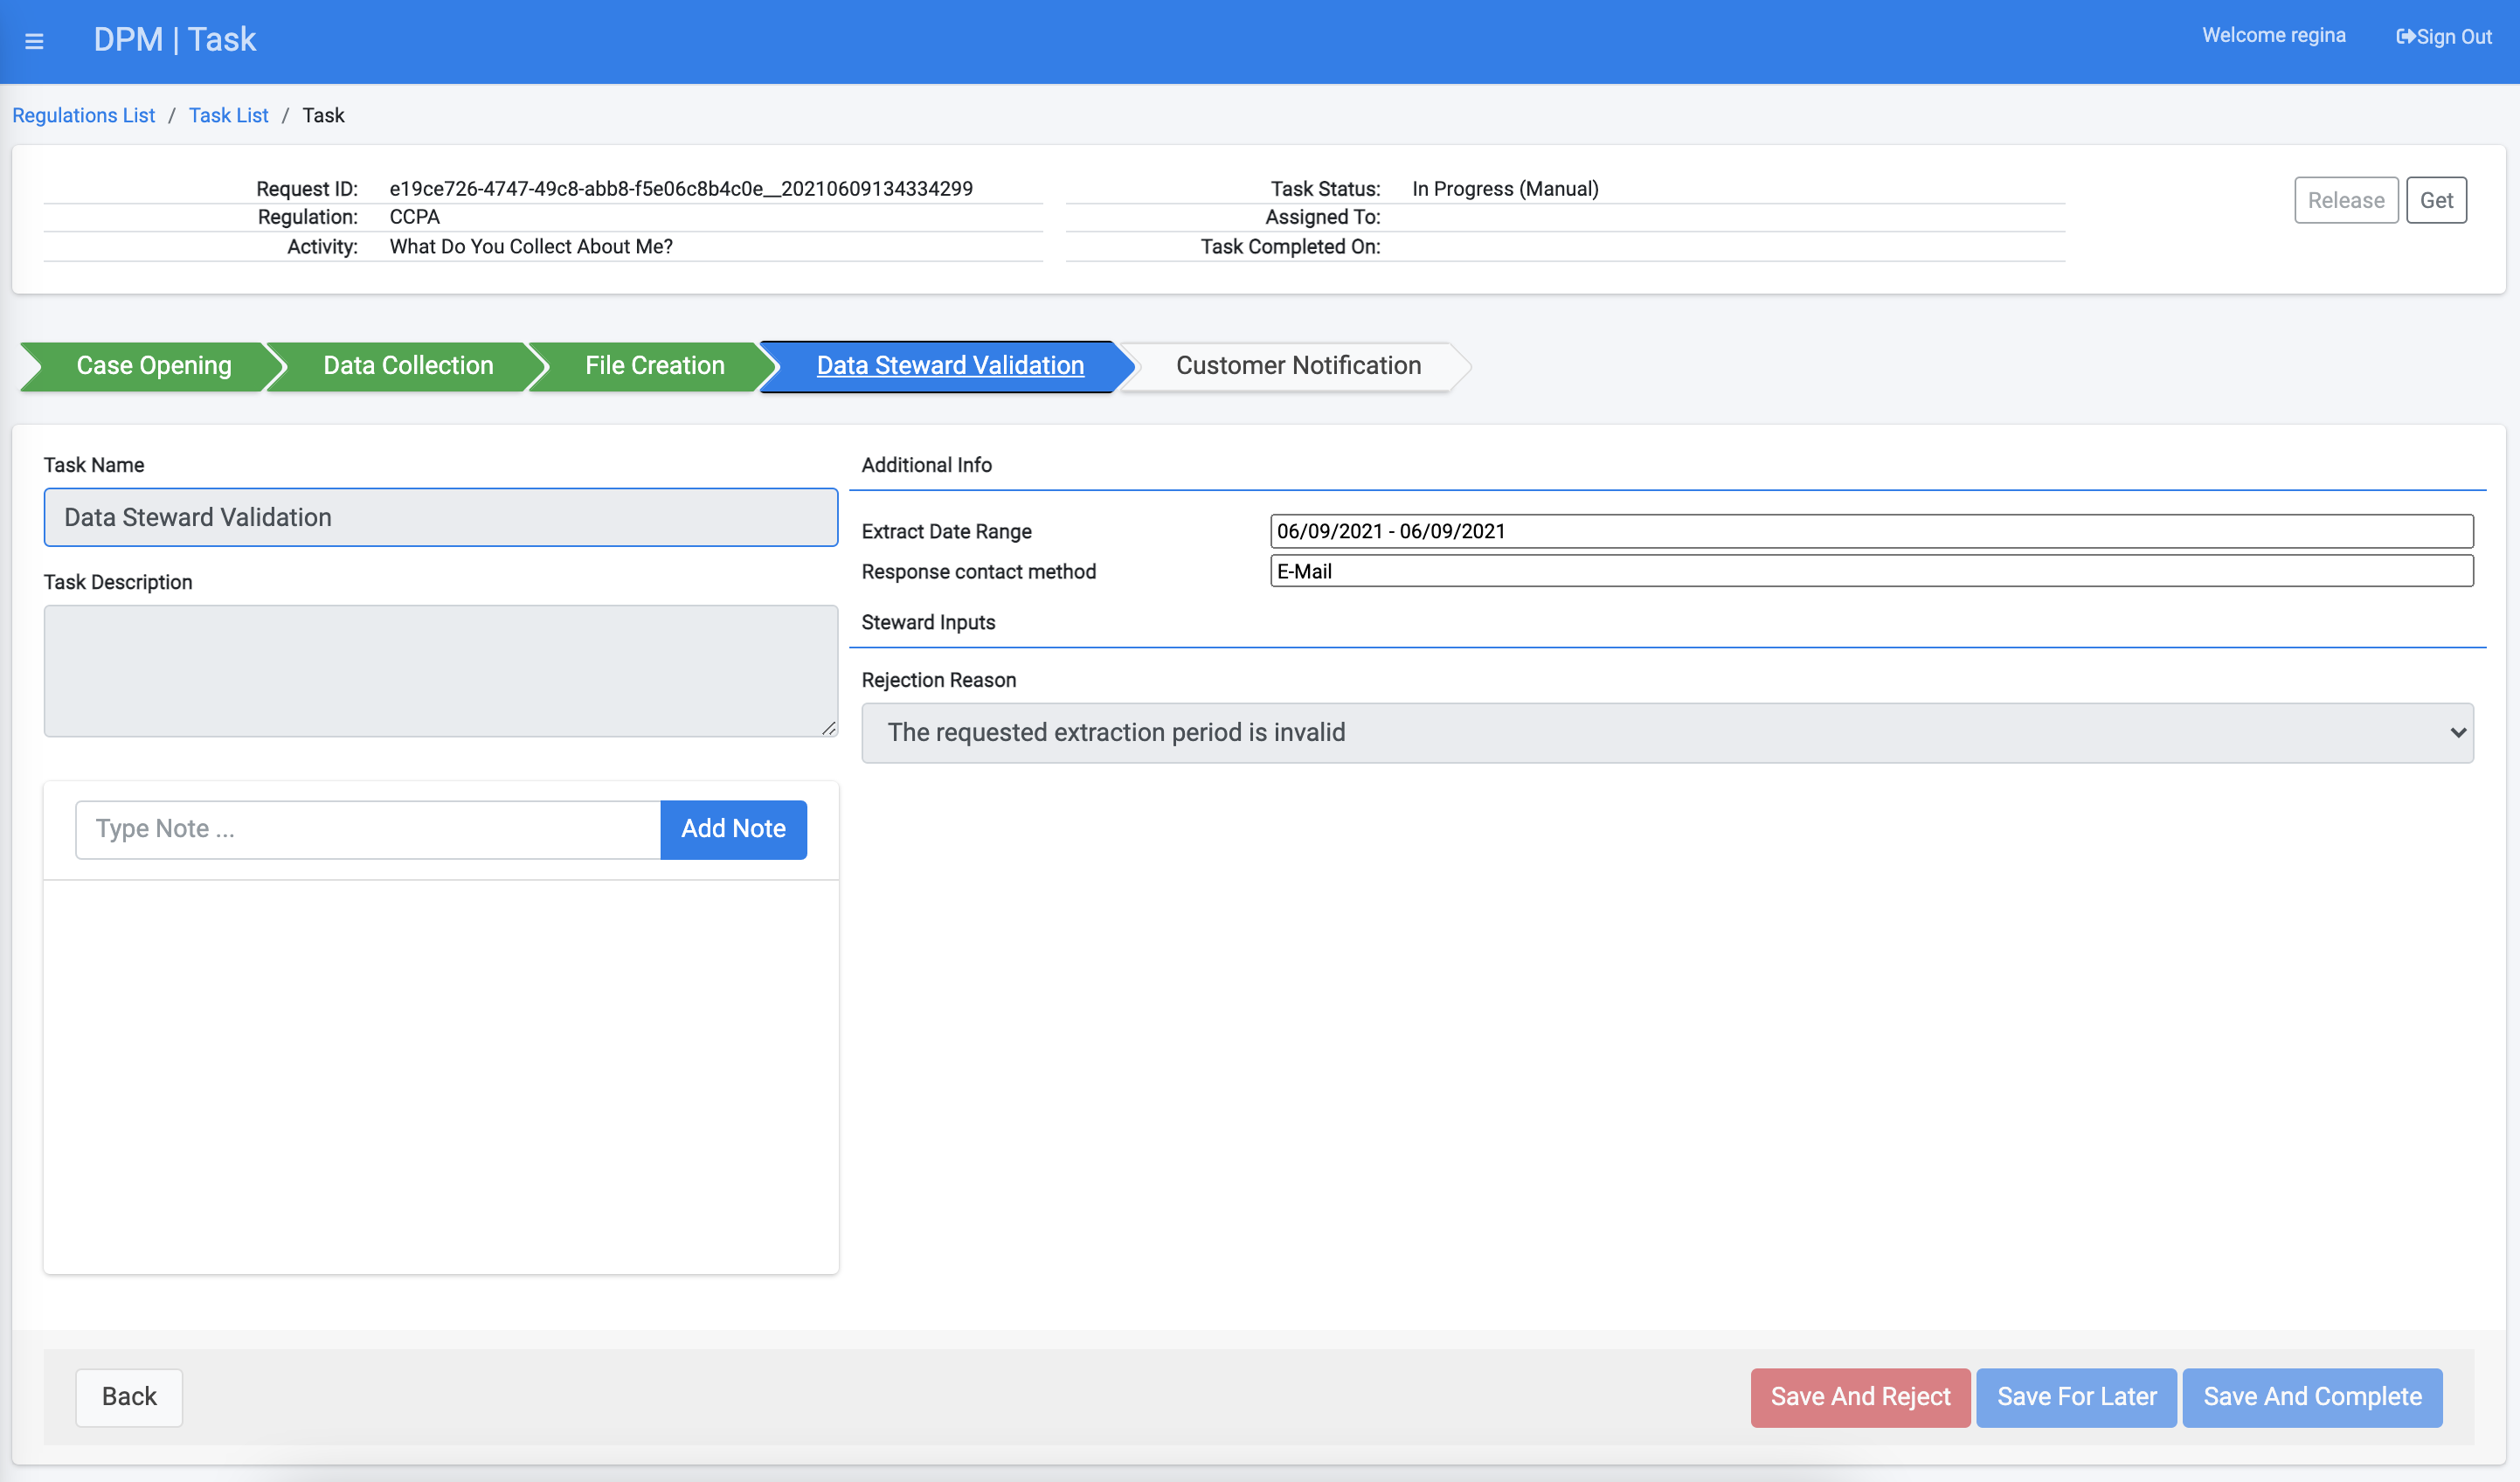 DPM | Task
Welcome regina
Sign Out
Regulations List / Task List / Task
Request ID: e19ce726-4747-49c8-abb8-f5e06c8b4c0e__20210609134334299
Regulation: CCPA
Activity: What Do You Collect About Me?
Task Status: In Progress (Manual)
Assigned To:
Task Completed On:
Release
Get
Case Opening
Data Collection
File Creation
Data Steward Validation
Customer Notification
Task Name
Data Steward Validation
Task Description
Type Note ...
Add Note
Additional Info
Extract Date Range 06/09/2021 - 06/09/2021
Response contact method E-Mail
Steward Inputs
Rejection Reason
The requested extraction period is invalid
Back
Save And Reject
Save For Later
Save And Complete